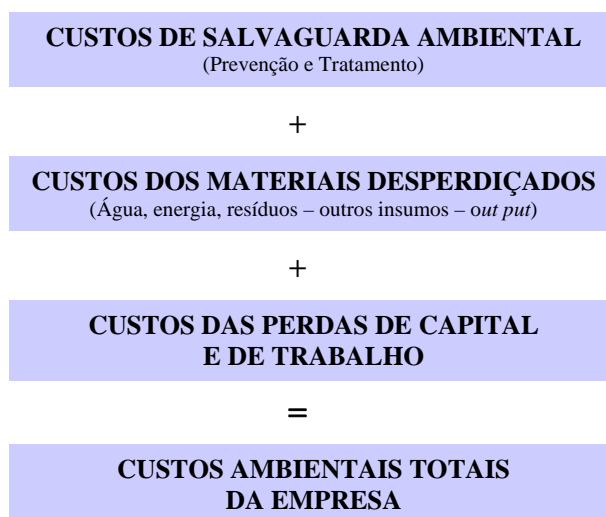 CUSTOS DE SALVAGUARDA AMBIENTAL
(Prevenção e Tratamento)
+
CUSTOS DOS MATERIAIS DESPERDIÇADOS
(Água, energia, resíduos – outros insumos – out put)
+
CUSTOS DAS PERDAS DE CAPITAL
E DE TRABALHO
=
CUSTOS AMBIENTAIS TOTAIS
DA EMPRESA